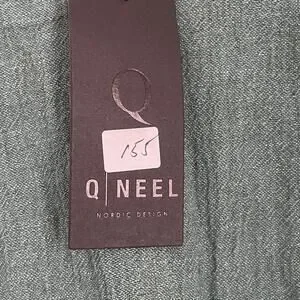 Q
155
Q|NEEL
NORDIC DESIGN